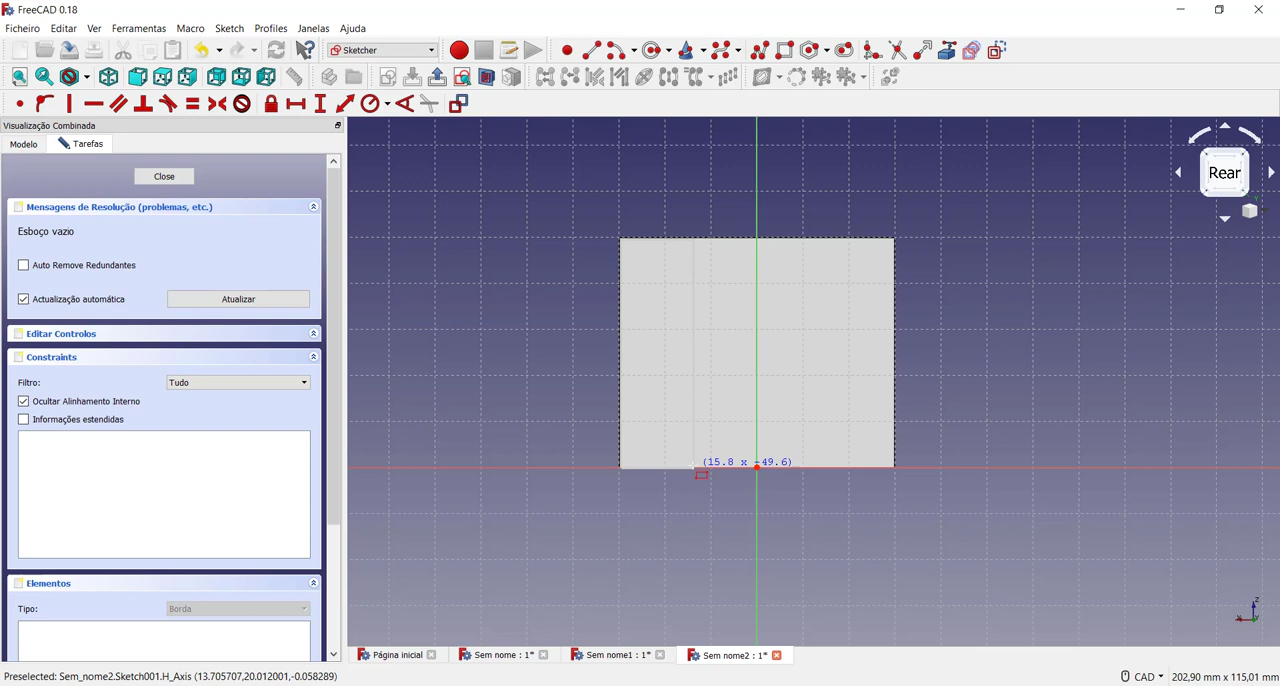 FreeCAD 0.18
Ficheiro Editar Ver Ferramentas Macro Sketch Profiles Janelas Ajuda
Sketcher
Visualização Combinada
Modelo Tarefas
Close
Mensagens de Resolução (problemas, etc.)
Esboço vazio
Auto Remove Redundantes
Actualização automática Atualizar
Editar Controlos
Constraints
Filtro: Tudo
Ocultar Alinhamento Interno
Informações estendidas
Elementos
Tipo: Borda
(15.8 x -49.6)
Rear
Y
Z
X
Y
Página inicial Sem nome : 1* Sem nome1 : 1* Sem nome2 : 1*
Preselected: Sem_nome2.Sketch001.H_Axis (13.705707,20.012001,-0.058289) CAD 202,90 mm x 115,01 mm